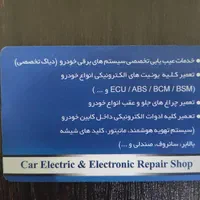 ● خدمات عیب یابی تخصصی سیستم های برقی خودرو (دیاگ تخصصی)
● تعمیر کلیه یونیت های الکترونیکی انواع خودرو
(ECU / ABS / BCM / BSM و ... )
● تعمیر چراغ های جلو و عقب انواع خودرو
● تعمیر کلیه ادوات الکترونیکی داخل کابین خودرو
(سیستم تهویه هوشمند، مانیتور، کلید های شیشه
بالابر، سانروف، صندلی و ... )
Car Electric & Electronic Repair Shop